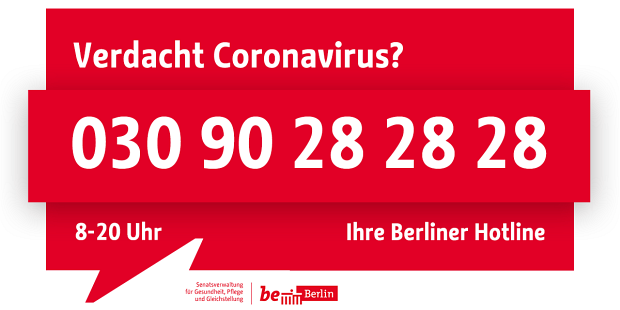 Verdacht Coronavirus?
030 90 28 28 28
8-20 Uhr
Ihre Berliner Hotline
Senatsverwaltung
für Gesundheit, Pflege
und Gleichstellung
be Berlin